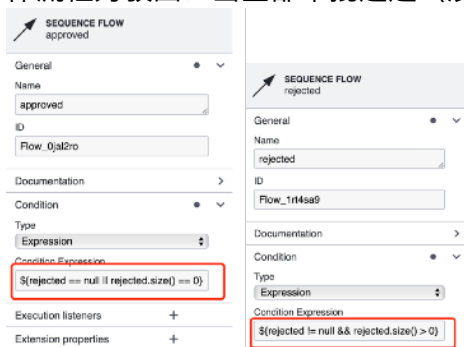 SEQUENCE FLOW
approved
General
Name
approved
ID
Flow_0jal2ro
Documentation
Condition
Type
Expression
Condition Expression
${rejected == null || rejected.size() == 0}
Execution listeners
Extension properties
SEQUENCE FLOW
rejected
General
Name
rejected
ID
Flow_1rt4sa9
Documentation
Condition
Type
Expression
Condition Expression
${rejected != null && rejected.size() > 0}